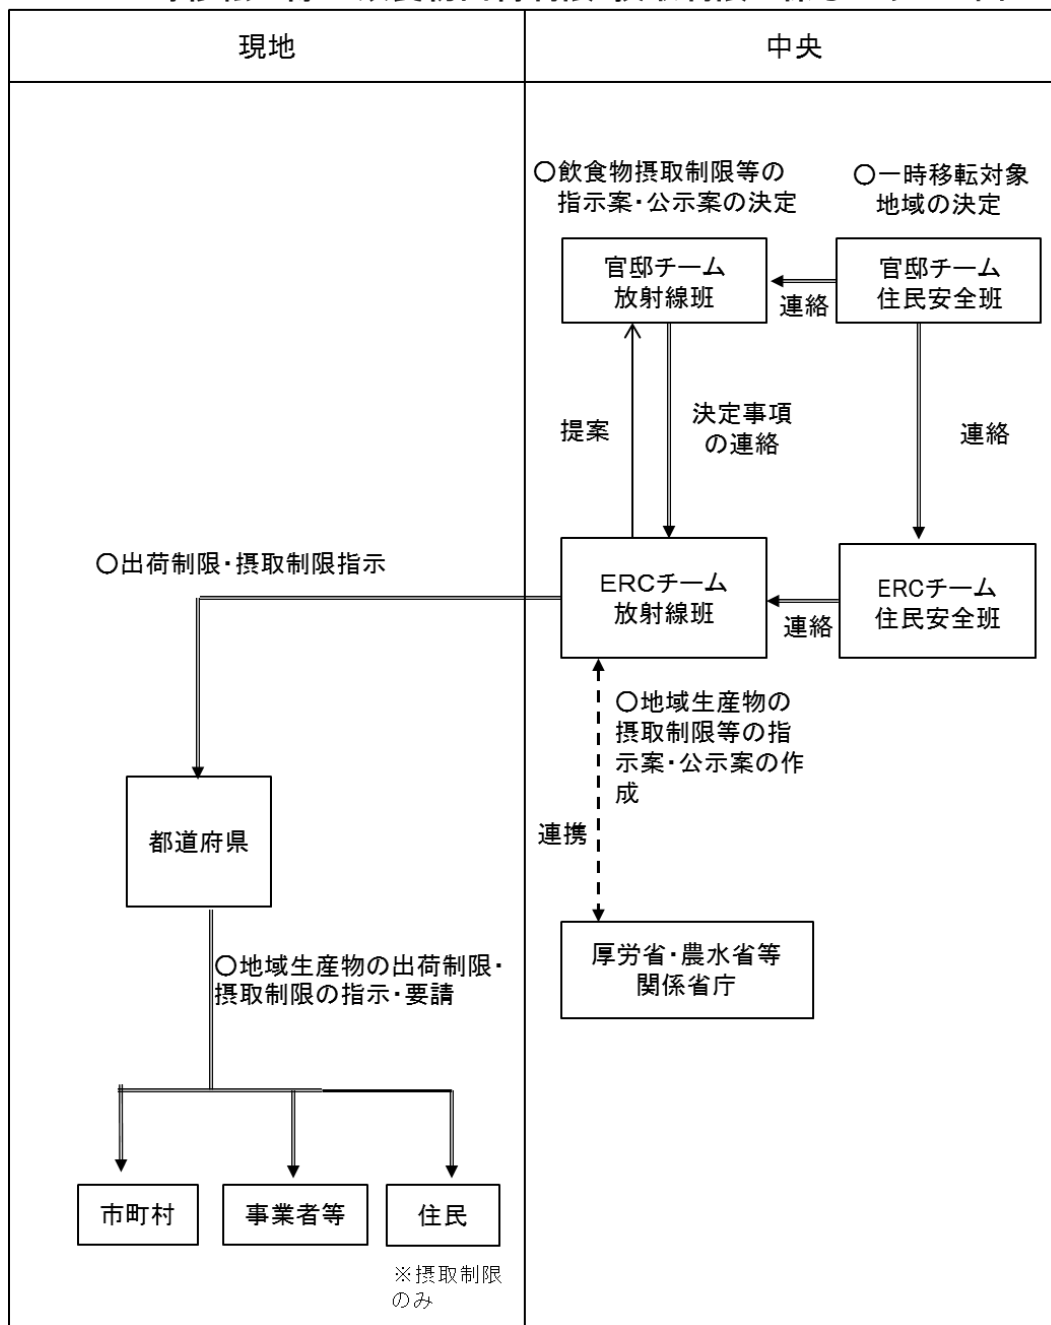 現地
中央
〇飲食物摂取制限等の
指示案・公示案の決定
〇一時移転対象
地域の決定
官邸チーム
放射線班
連絡
官邸チーム
住民安全班
提案
決定事項
の連絡
連絡
〇出荷制限・摂取制限指示
ERCチーム
放射線班
連絡
ERCチーム
住民安全班
〇地域生産物の
摂取制限等の指
示案・公示案の作
成
連携
都道府県
厚労省・農水省等
関係省庁
〇地域生産物の出荷制限・
摂取制限の指示・要請
市町村
事業者等
住民
※摂取制限
のみ